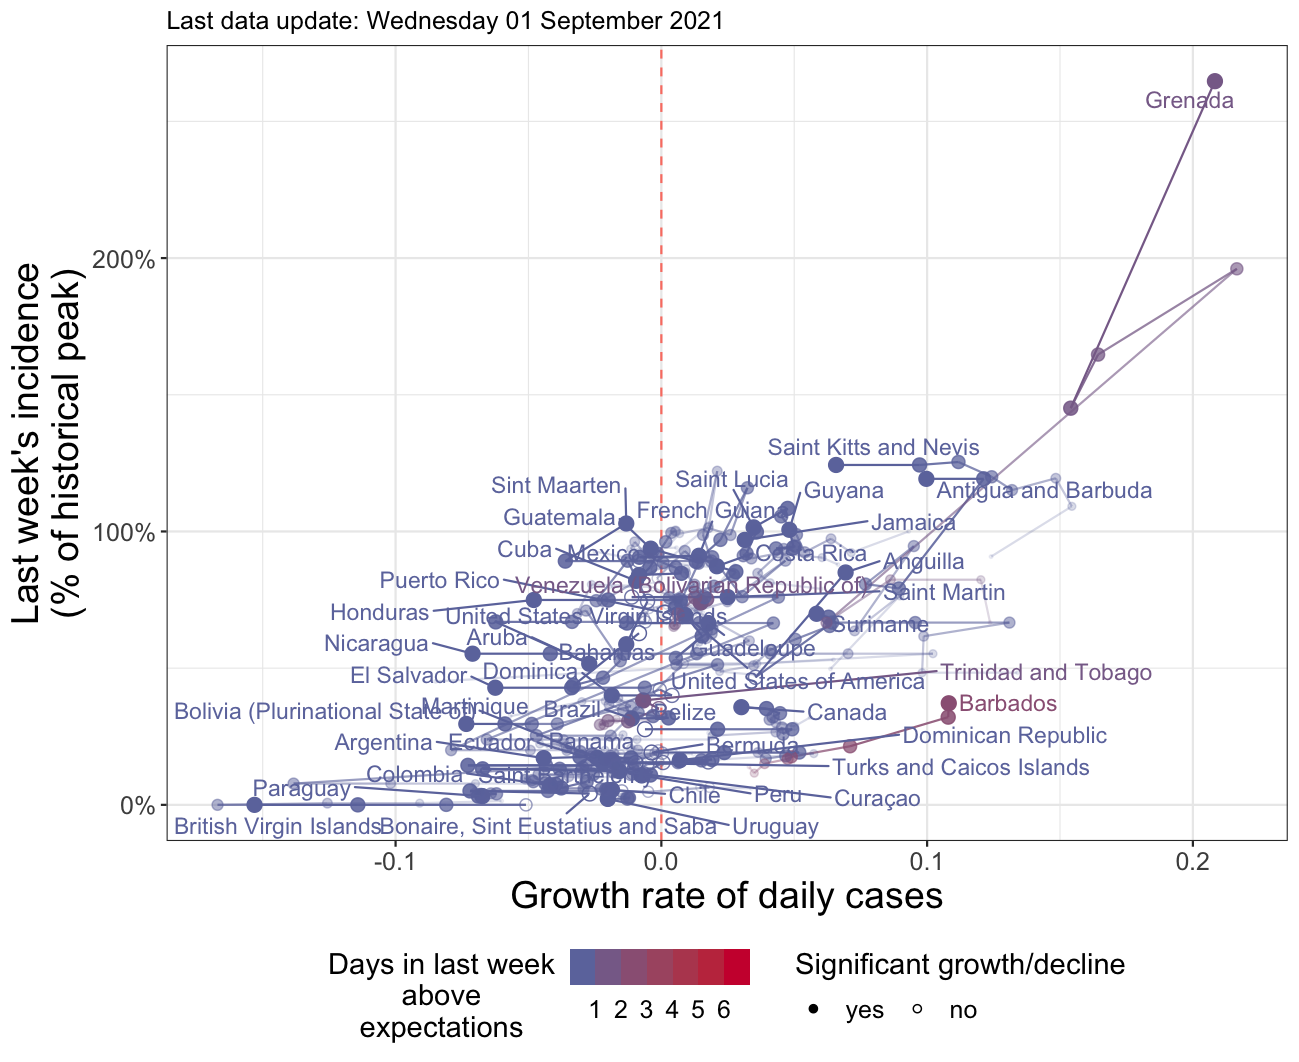 Last data update: Wednesday 01 September 2021
Last week's incidence
(% of historical peak)
200%
100%
0%
Grenada
Saint Kitts and Nevis
Saint Lucia
Sint Maarten
Guyana
Antigua and Barbuda
French Guiana
Guatemala
Jamaica
Cuba
Mexico
Costa Rica
Anguilla
Puerto Rico
Venezuela (Bolivarian Republic of)
Saint Martin
Honduras
United States Virgin Islands
Suriname
Nicaragua
Aruba
Bahamas
Guadeloupe
El Salvador
Dominica
United States of America
Trinidad and Tobago
Martinique
Bolivia (Plurinational State of)
Brazil
Belize
Canada
Barbados
Argentina
Ecuador
Panama
Bermuda
Dominican Republic
Colombia
Turks and Caicos Islands
Paraguay
Chile
Peru
Curaçao
British Virgin Islands
Bonaire, Sint Eustatius and Saba
Uruguay
-0.1
0.0
0.1
0.2
Growth rate of daily cases
Days in last week
above
expectations
1 2 3 4 5 6
Significant growth/decline
yes
no